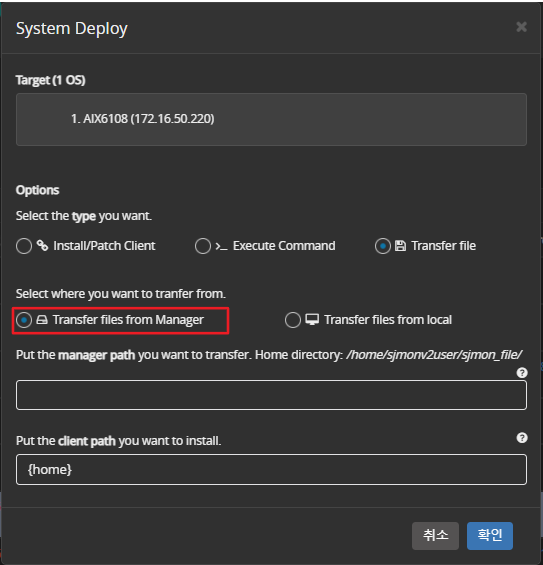 System Deploy
Target (1 OS)
1. AIX6108 (172.16.50.220)
Options
Select the type you want.
Install/Patch Client Execute Command Transfer file
Select where you want to tranfer from.
Transfer files from Manager Transfer files from local
Put the manager path you want to transfer. Home directory: /home/sjmonv2user/sjmon_file/
Put the client path you want to install.
{home}
취소 확인